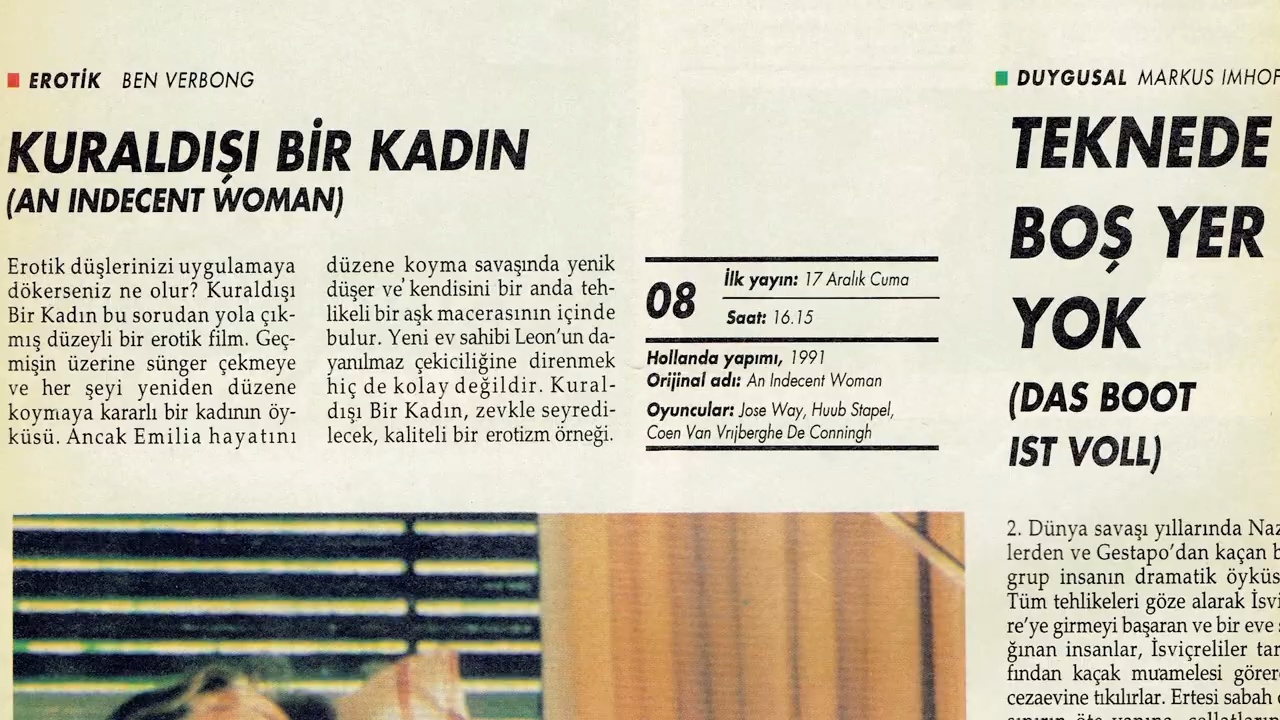 EROTİK BEN VERBONG
KURALDIŞI BİR KADIN
(AN INDECENT WOMAN)
Erotik düşlerinizi uygulamaya
dökerseniz ne olur? Kuraldışı
Bir Kadın bu sorudan yola çık-
mış düzeyli bir erotik film. Geç-
mişin üzerine sünger çekmeye
ve her şeyi yeniden düzene
koymaya kararlı bir kadının öy-
küsü. Ancak Emilia hayatını
düzene koyma savaşında yenik
düşer ve kendisini bir anda teh-
likeli bir aşk macerasının içinde
bulur. Yeni ev sahibi Leon'un da-
yanılmaz çekiciliğine direnmek
hiç de kolay değildir. Kural-
dışı Bir Kadın, zevkle seyredi-
lecek, kaliteli bir erotizm örneği.
08
İlk yayın: 17 Aralık Cuma
Saat: 16.15
Hollanda yapımı, 1991
Orijinal adı: An Indecent Woman
Oyuncular: Jose Way, Huub Stapel,
Coen Van Vrıjberghe De Conningh
DUYGUSAL MARKUS IMHOF
TEKNEDE
BOŞ YER
YOK
(DAS BOOT
IST VOLL)
2. Dünya savaşı yıllarında Naz
lerden ve Gestapo'dan kaçan b
grup insanın dramatik öyküs
Tüm tehlikeleri göze alarak İsvi
re'ye girmeyi başaran ve bir eve s
ğınan insanlar, İsviçreliler tar
fından kaçak muamelesi görer
cezaevine tıkılırlar. Ertesi sabah